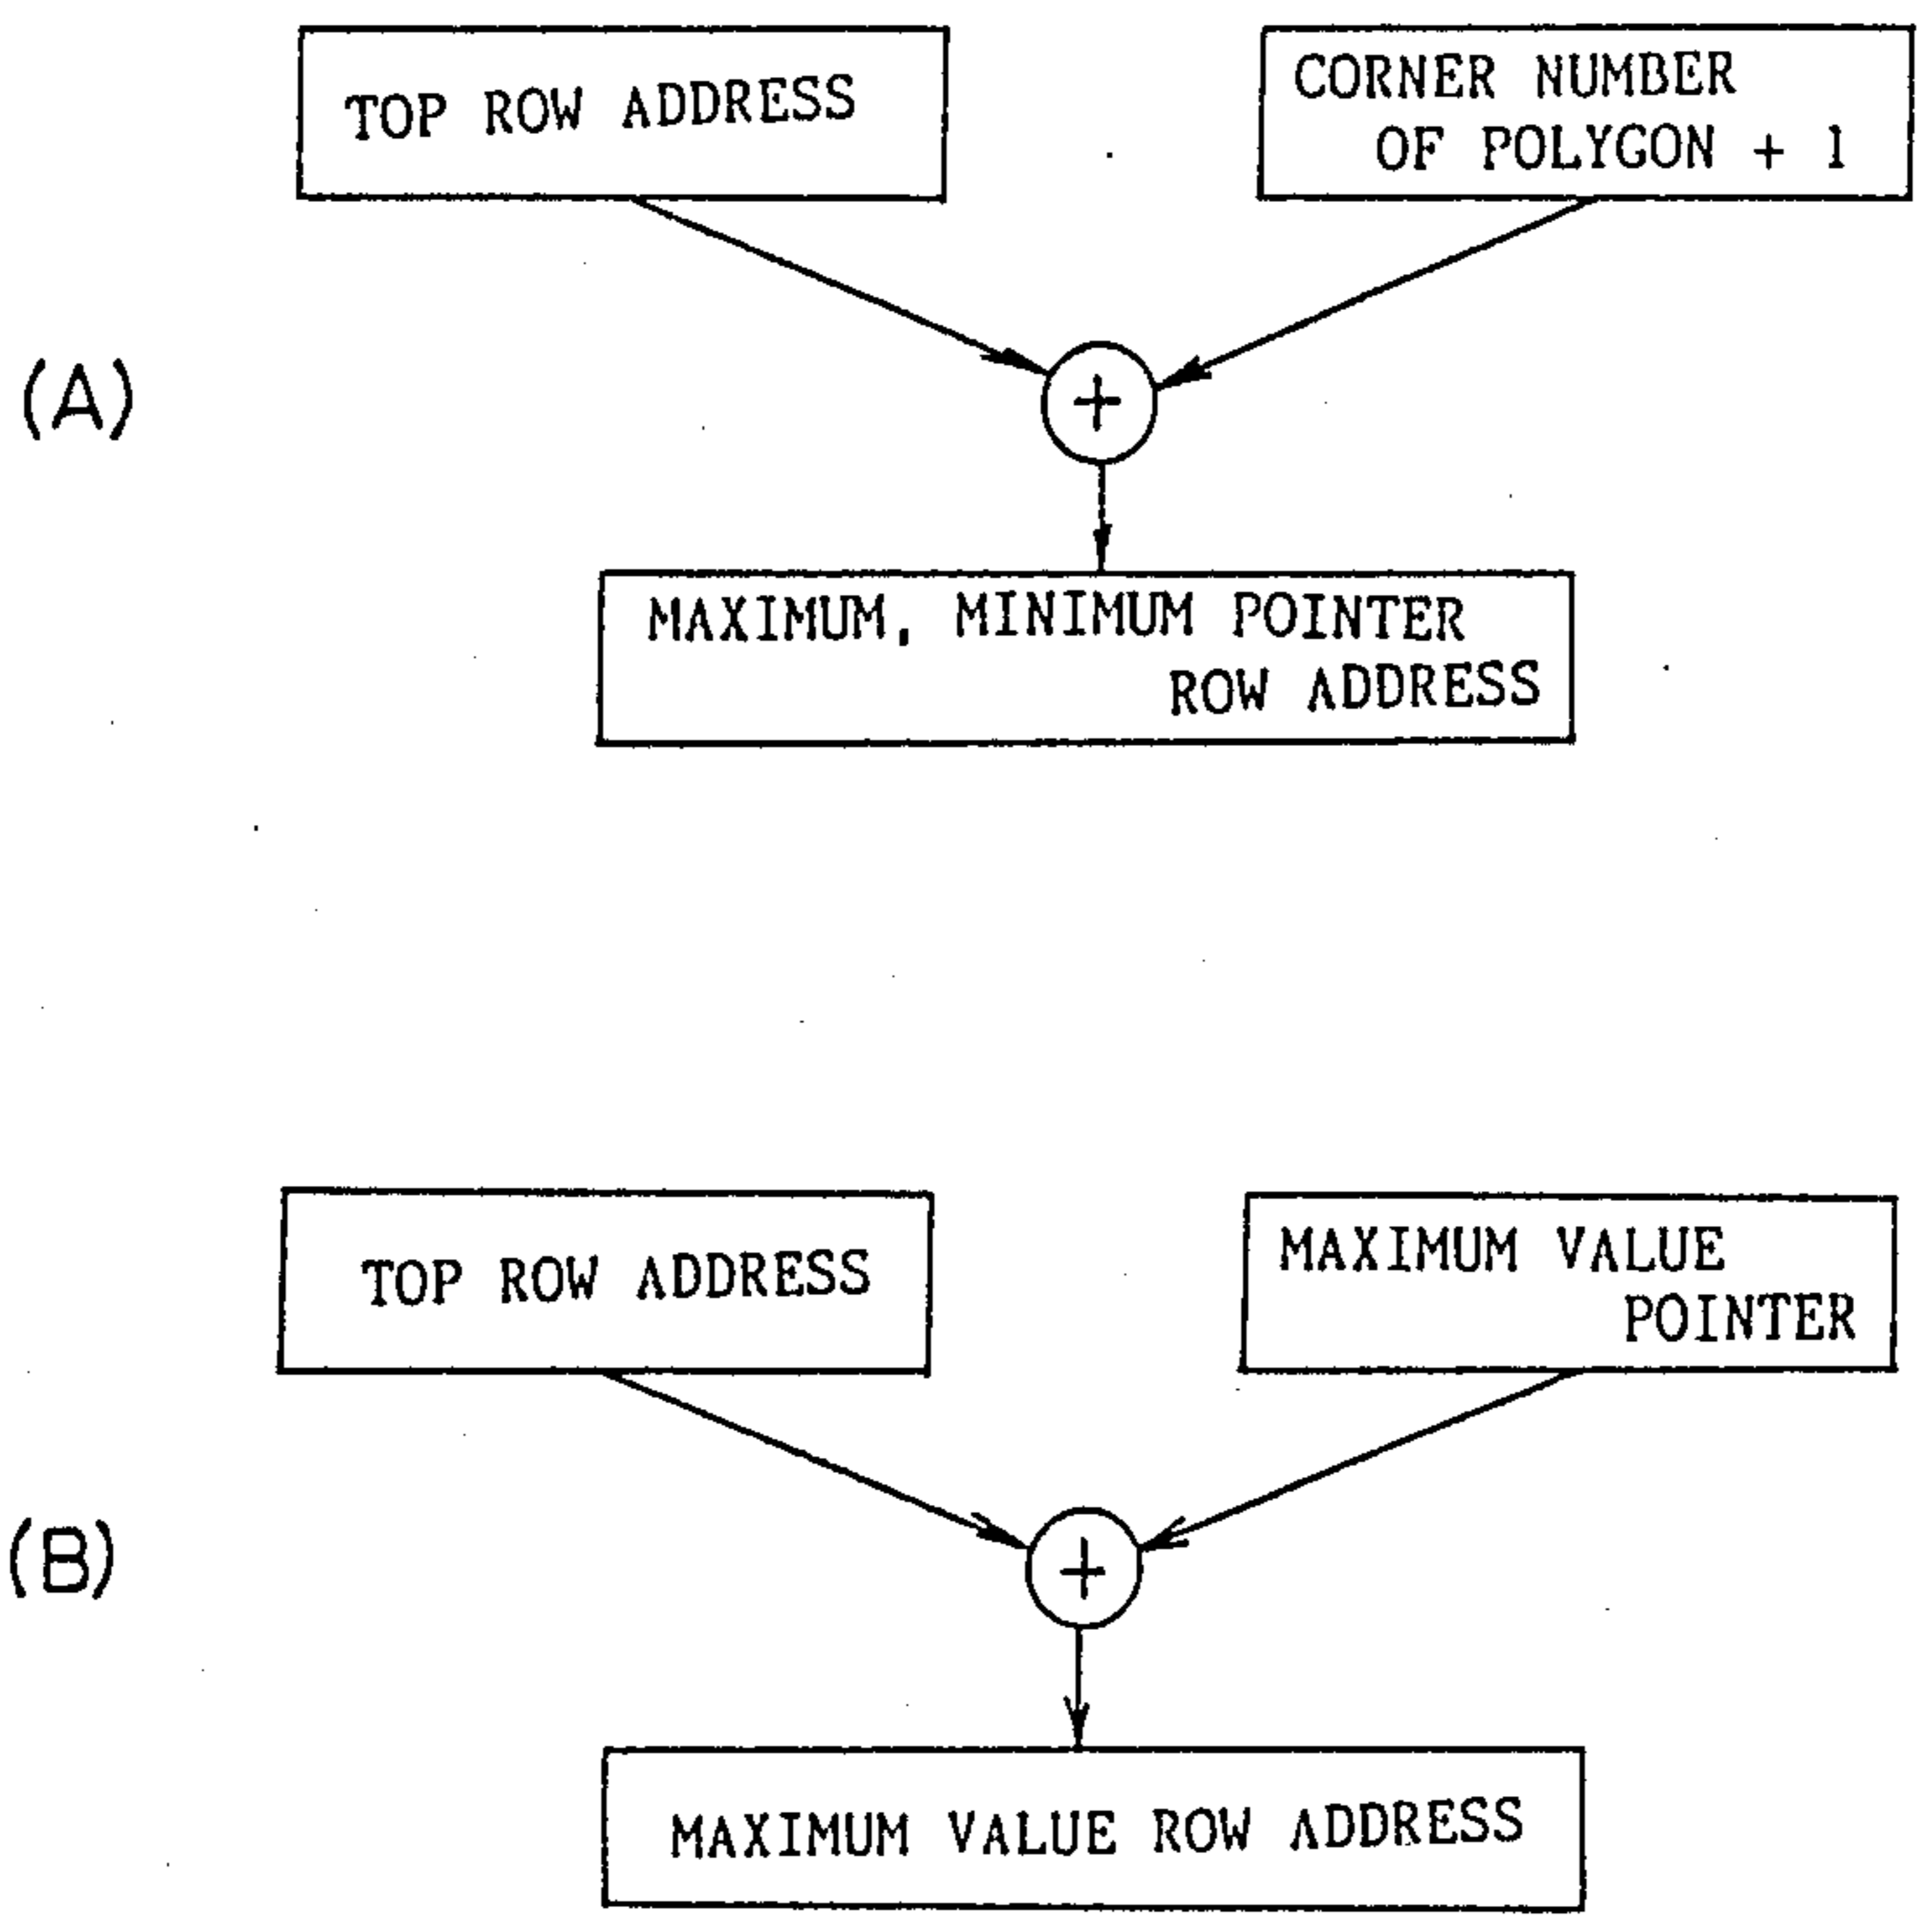 TOP ROW ADDRESS
CORNER NUMBER
OF POLYGON + 1
(A)
+
MAXIMUM, MINIMUM POINTER
ROW ADDRESS
TOP ROW ADDRESS
MAXIMUM VALUE
POINTER
(B)
+
MAXIMUM VALUE ROW ADDRESS